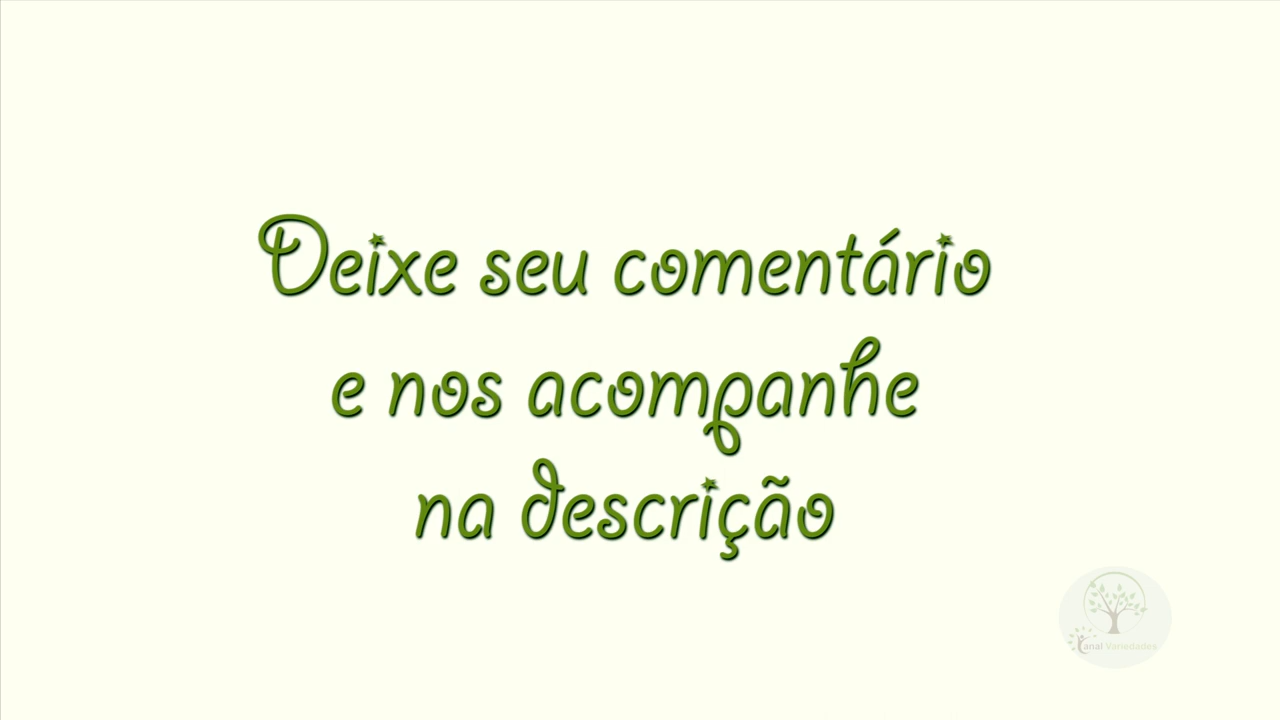 Deixe seu comentário
e nos acompanhe
na descrição
Canal Variedades